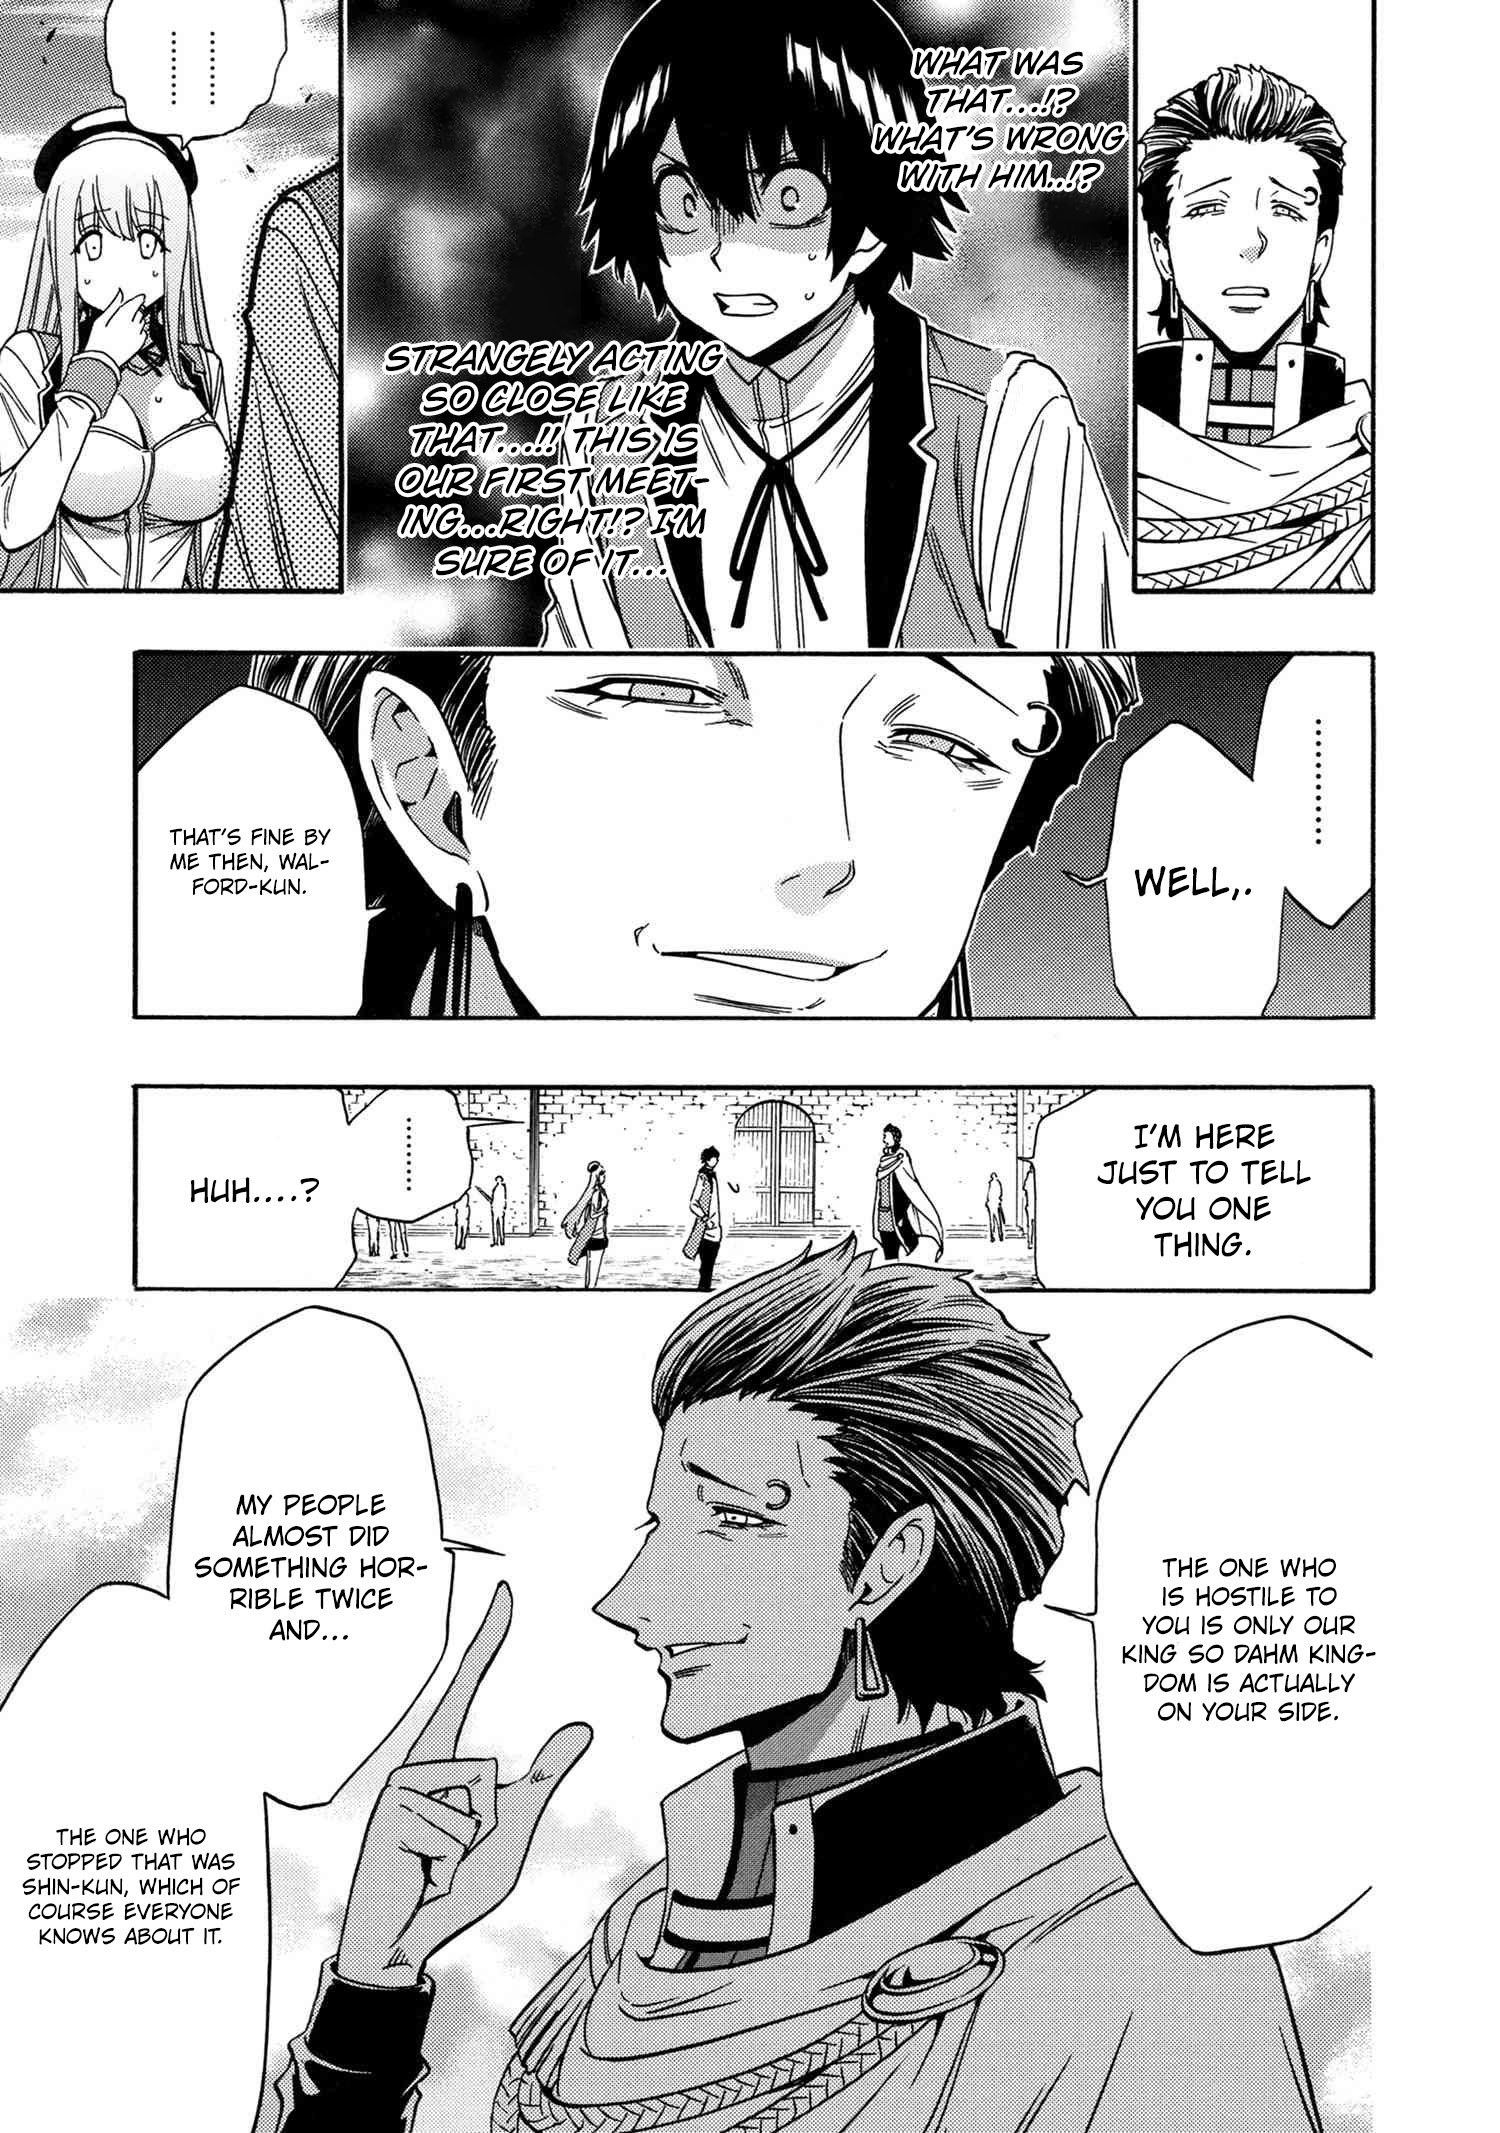 WHAT WAS
THAT...!?
WHAT'S WRONG
WITH HIM..!?
STRANGELY ACTING
SO CLOSE LIKE
THAT...!! THIS IS
OUR FIRST MEET-
ING...RIGHT!? I'M
SURE OF IT...
⋯⋯
⋯⋯
⋯⋯⋯
WELL,.
THAT'S FINE BY
ME THEN, WAL-
FORD-KUN.
I'M HERE
JUST TO TELL
YOU ONE
THING.
⋯⋯
HUH....?
THE ONE WHO
IS HOSTILE TO
YOU IS ONLY OUR
KING SO DAHM KING-
DOM IS ACTUALLY
ON YOUR SIDE.
MY PEOPLE
ALMOST DID
SOMETHING HOR-
RIBLE TWICE
AND...
THE ONE WHO
STOPPED THAT WAS
SHIN-KUN, WHICH OF
COURSE EVERYONE
KNOWS ABOUT IT.